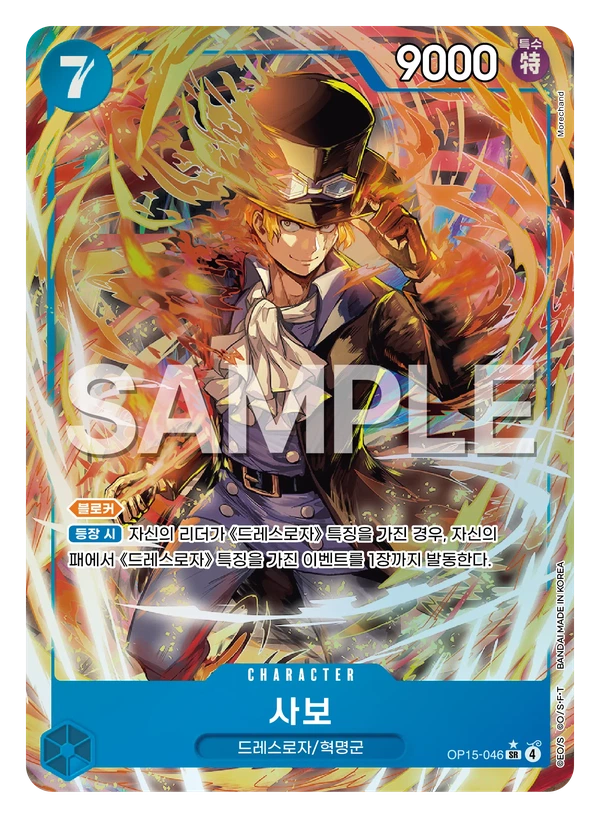 7
9000
특수
特
Morechand
SAMPLE
블로커
등장 시 자신의 리더가 《드레스로자》 특징을 가진 경우, 자신의
패에서 《드레스로자》 특징을 가진 이벤트를 1장까지 발동한다.
CHARACTER
사보
드레스로자/혁명군
OP15-046 SR 4
©EO/S ©O/S·F·T BANDAI MADE IN KOREA